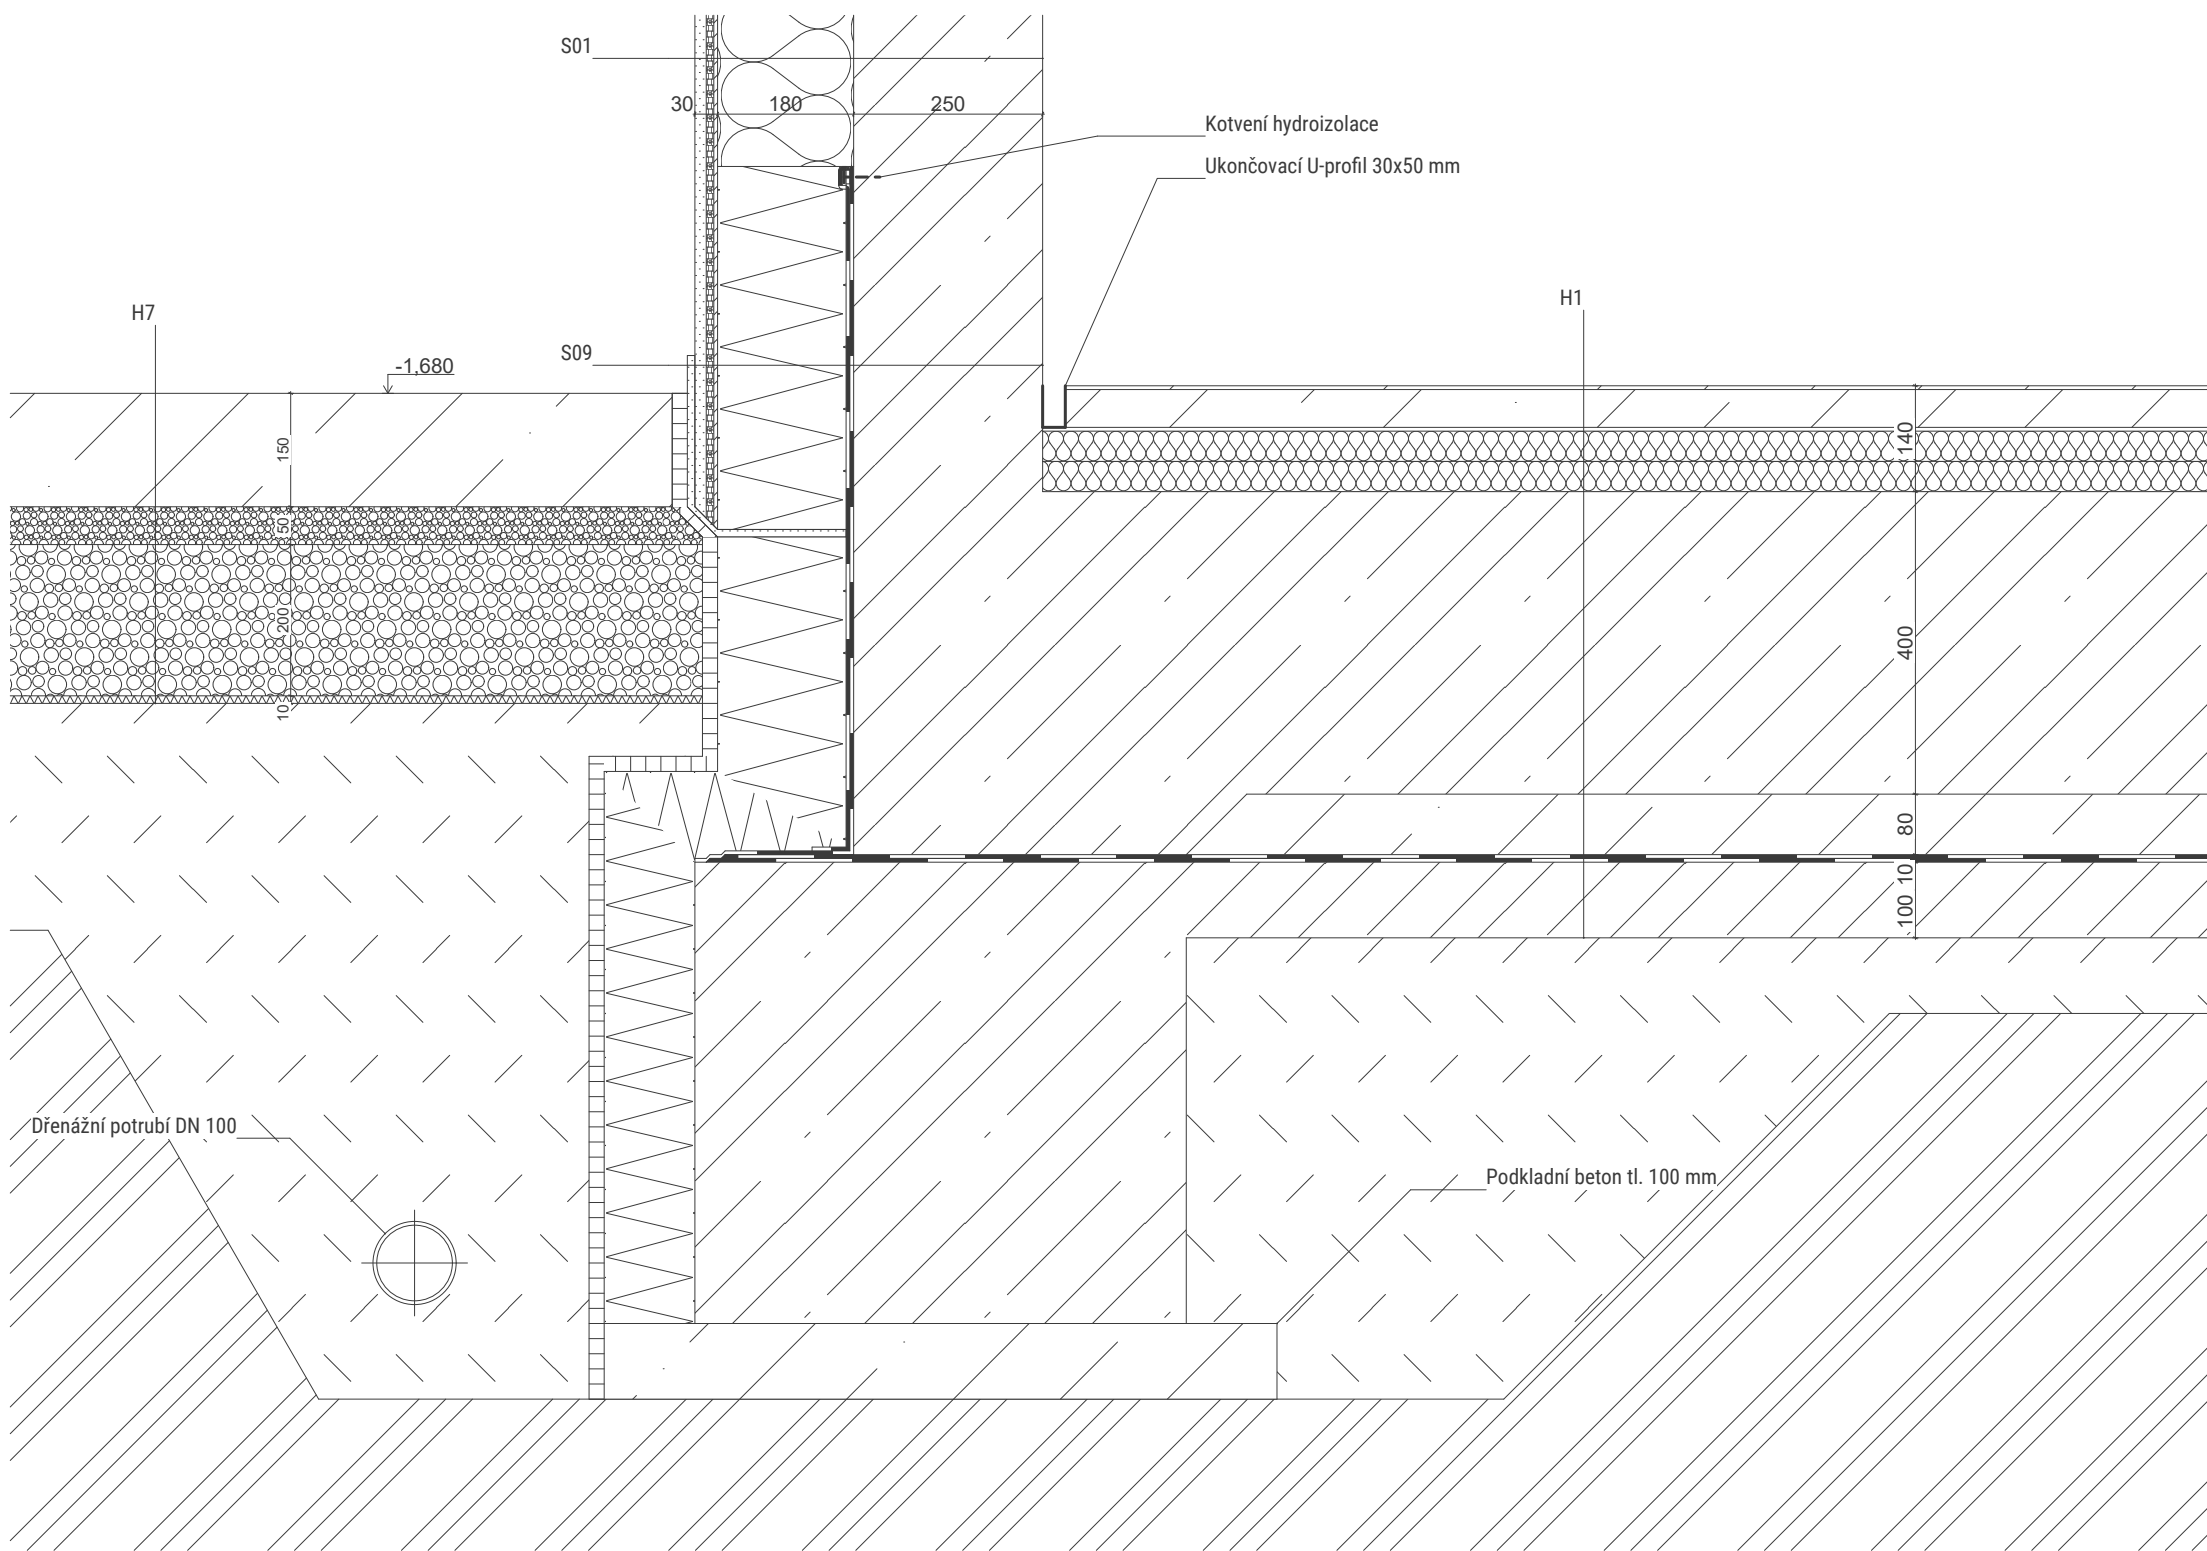 S01
30 180 250
Kotvení hydroizolace
Ukončovací U-profil 30x50 mm
H7
H1
S09
-1,680
150
50
200
10
140
400
80
10
100
Dřenážní potrubí DN 100
Podkladní beton tl. 100 mm